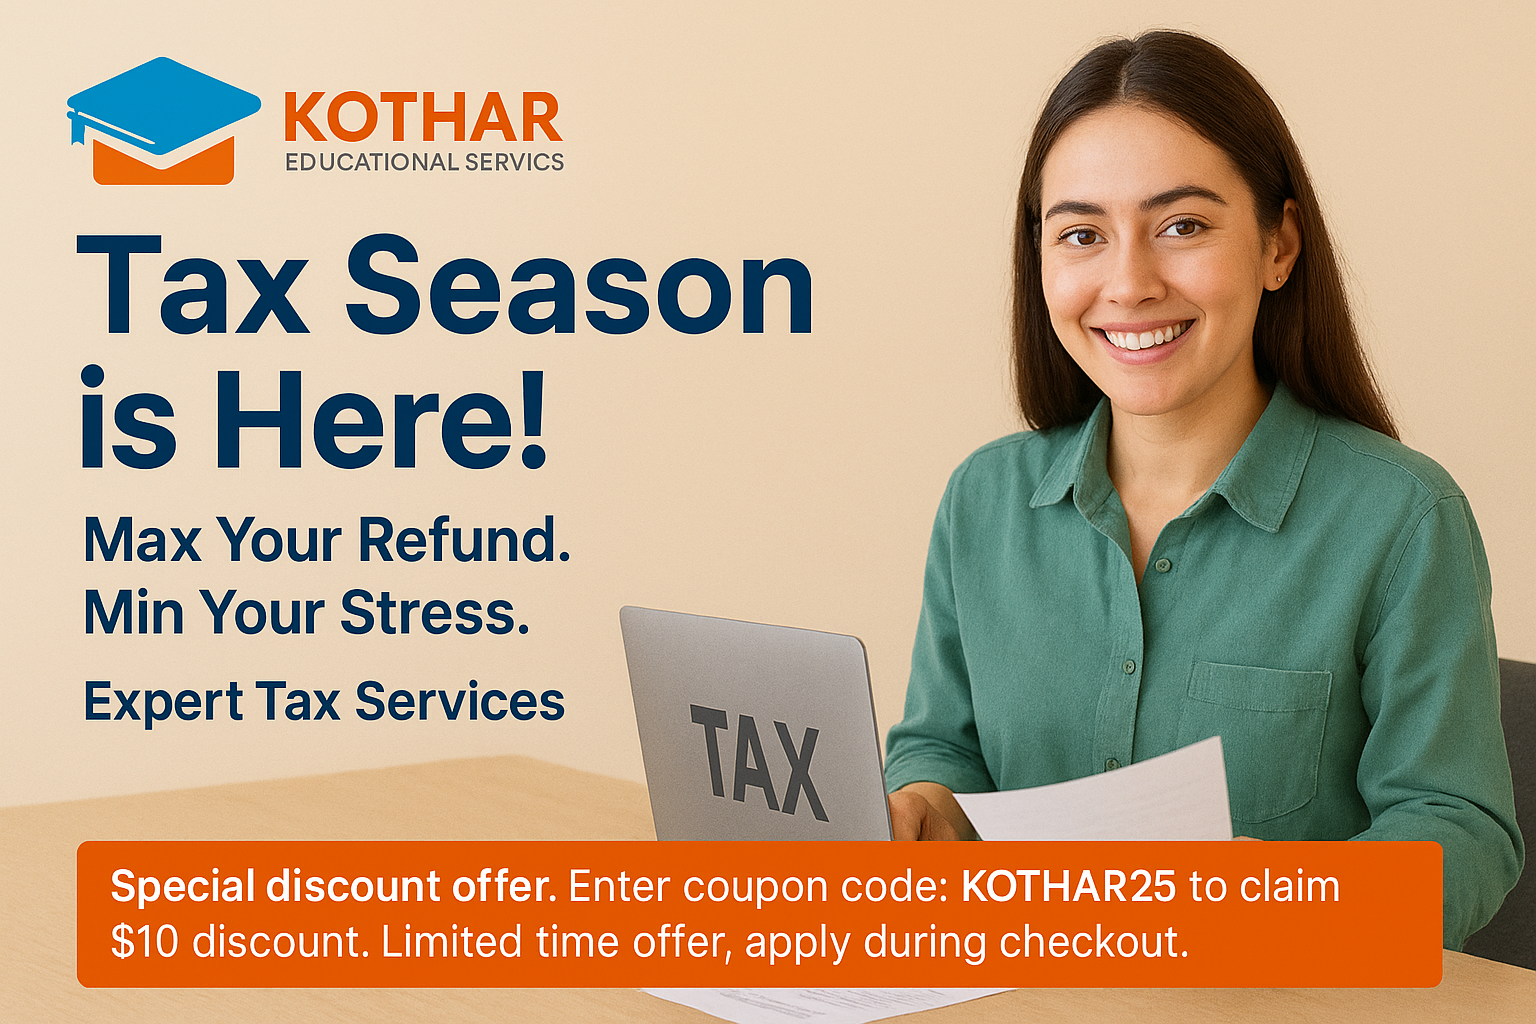 KOTHAR
EDUCATIONAL SERVICS
Tax Season
is Here!
Max Your Refund.
Min Your Stress.
Expert Tax Services
TAX
Special discount offer. Enter coupon code: KOTHAR25 to claim
$10 discount. Limited time offer, apply during checkout.